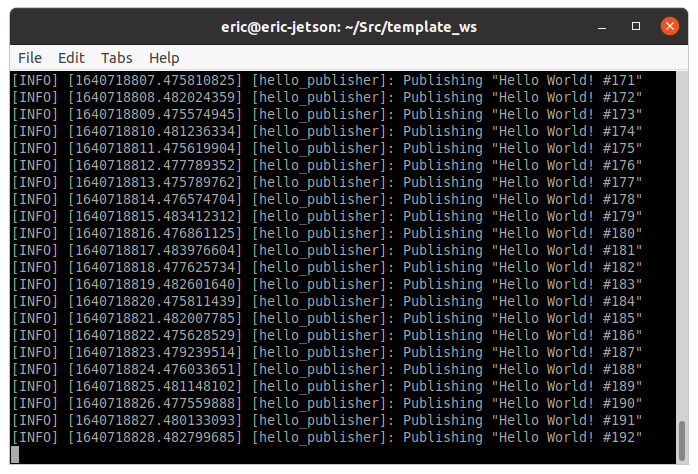 eric@eric-jetson: ~/Src/template_ws
File Edit Tabs Help
[INFO] [1640718807.475810825] [hello_publisher]: Publishing "Hello World! #171"
[INFO] [1640718808.482024359] [hello_publisher]: Publishing "Hello World! #172"
[INFO] [1640718809.475574945] [hello_publisher]: Publishing "Hello World! #173"
[INFO] [1640718810.481236334] [hello_publisher]: Publishing "Hello World! #174"
[INFO] [1640718811.475619904] [hello_publisher]: Publishing "Hello World! #175"
[INFO] [1640718812.477789352] [hello_publisher]: Publishing "Hello World! #176"
[INFO] [1640718813.475789762] [hello_publisher]: Publishing "Hello World! #177"
[INFO] [1640718814.476574704] [hello_publisher]: Publishing "Hello World! #178"
[INFO] [1640718815.483412312] [hello_publisher]: Publishing "Hello World! #179"
[INFO] [1640718816.476861125] [hello_publisher]: Publishing "Hello World! #180"
[INFO] [1640718817.483976604] [hello_publisher]: Publishing "Hello World! #181"
[INFO] [1640718818.477625734] [hello_publisher]: Publishing "Hello World! #182"
[INFO] [1640718819.482601640] [hello_publisher]: Publishing "Hello World! #183"
[INFO] [1640718820.475811439] [hello_publisher]: Publishing "Hello World! #184"
[INFO] [1640718821.482007785] [hello_publisher]: Publishing "Hello World! #185"
[INFO] [1640718822.475628529] [hello_publisher]: Publishing "Hello World! #186"
[INFO] [1640718823.479239514] [hello_publisher]: Publishing "Hello World! #187"
[INFO] [1640718824.476033651] [hello_publisher]: Publishing "Hello World! #188"
[INFO] [1640718825.481148102] [hello_publisher]: Publishing "Hello World! #189"
[INFO] [1640718826.477559888] [hello_publisher]: Publishing "Hello World! #190"
[INFO] [1640718827.480133093] [hello_publisher]: Publishing "Hello World! #191"
[INFO] [1640718828.482799685] [hello_publisher]: Publishing "Hello World! #192"